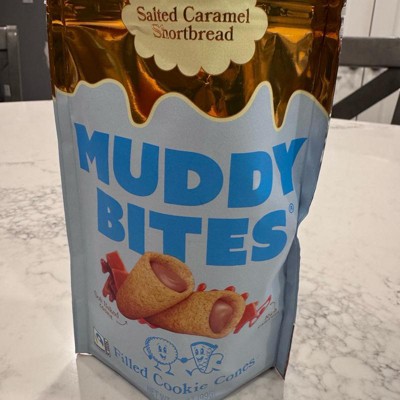 Salted Caramel
Shortbread
MUDDY
BITES®
Filled Cookie Cones